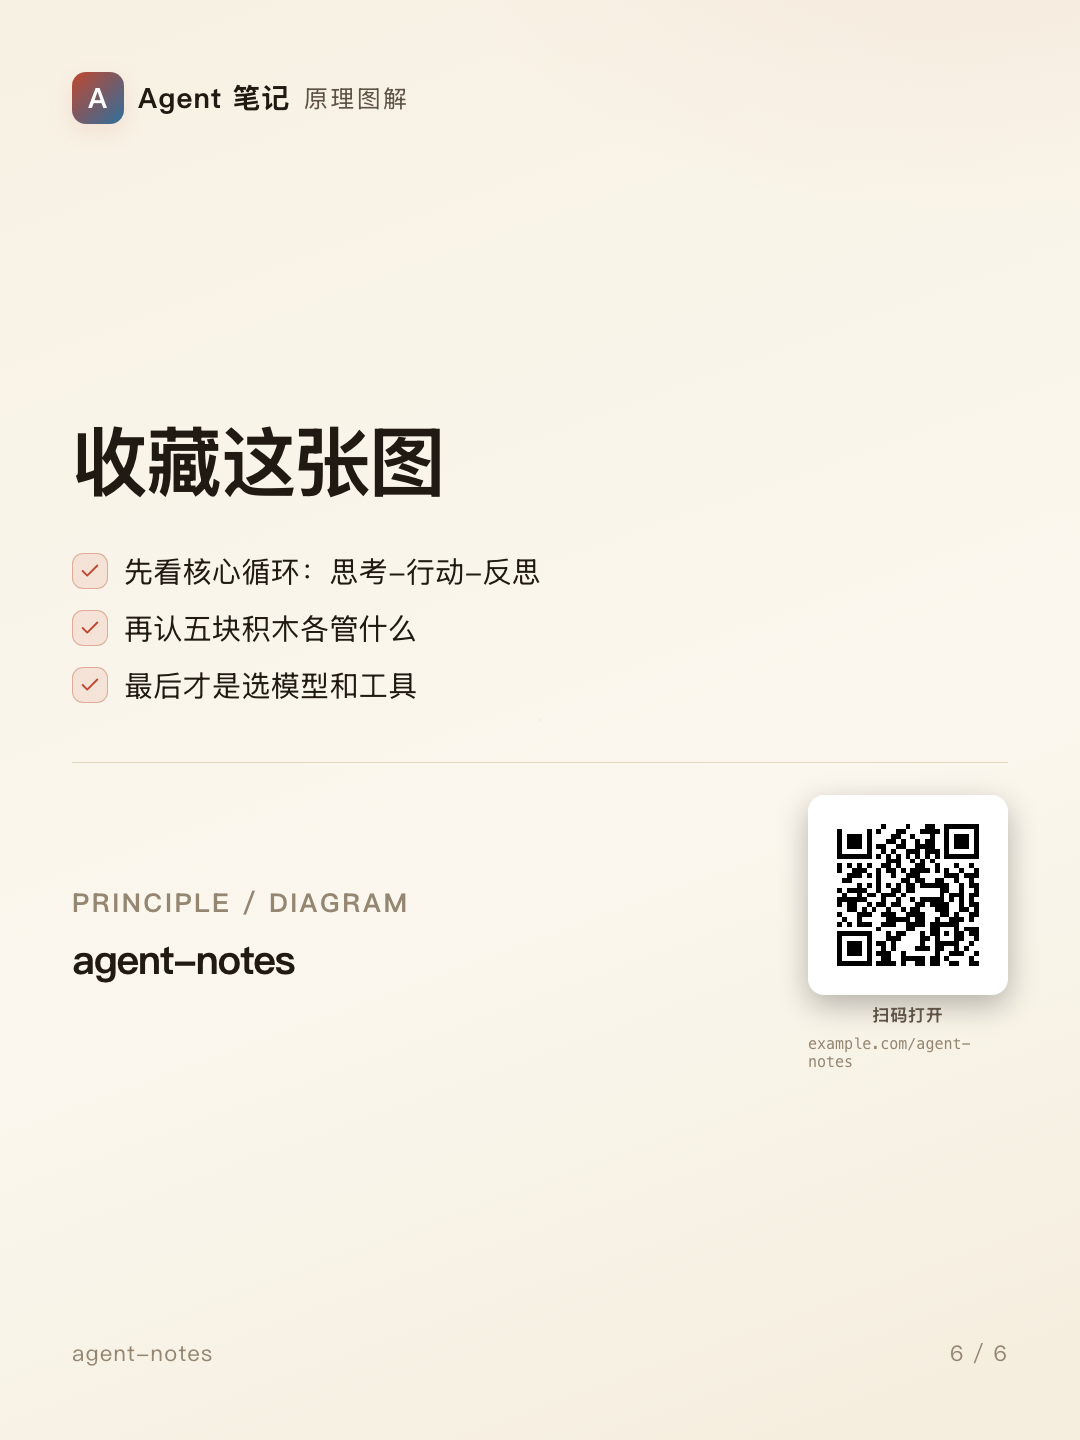 A Agent 笔记 原理图解
收藏这张图
先看核心循环：思考–行动–反思
再认五块积木各管什么
最后才是选模型和工具
PRINCIPLE / DIAGRAM
agent–notes
扫码打开
example.com/agent–
notes
agent–notes
6 / 6